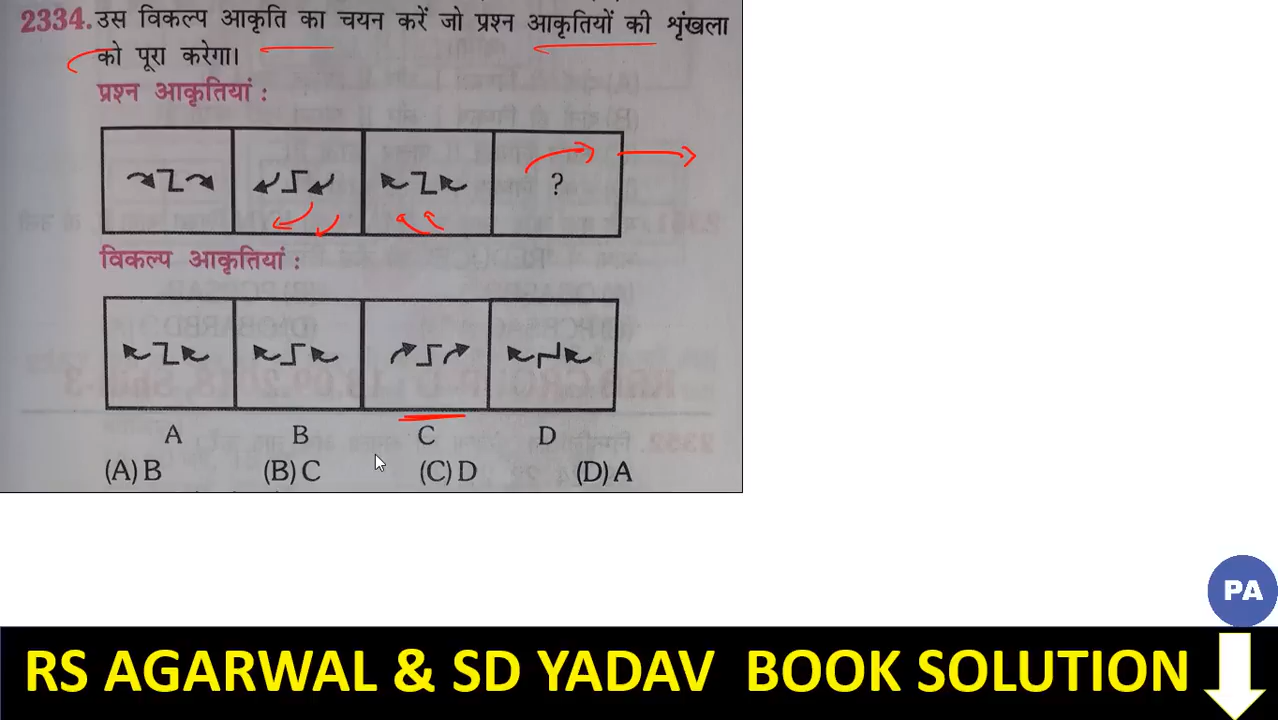 2334. उस विकल्प आकृति का चयन करें जो प्रश्न आकृतियों की शृंखला
को पूरा करेगा।
प्रश्न आकृतियां :
?
विकल्प आकृतियां :
A B C D
(A) B (B) C (C) D (D) A
PA
RS AGARWAL & SD YADAV BOOK SOLUTION